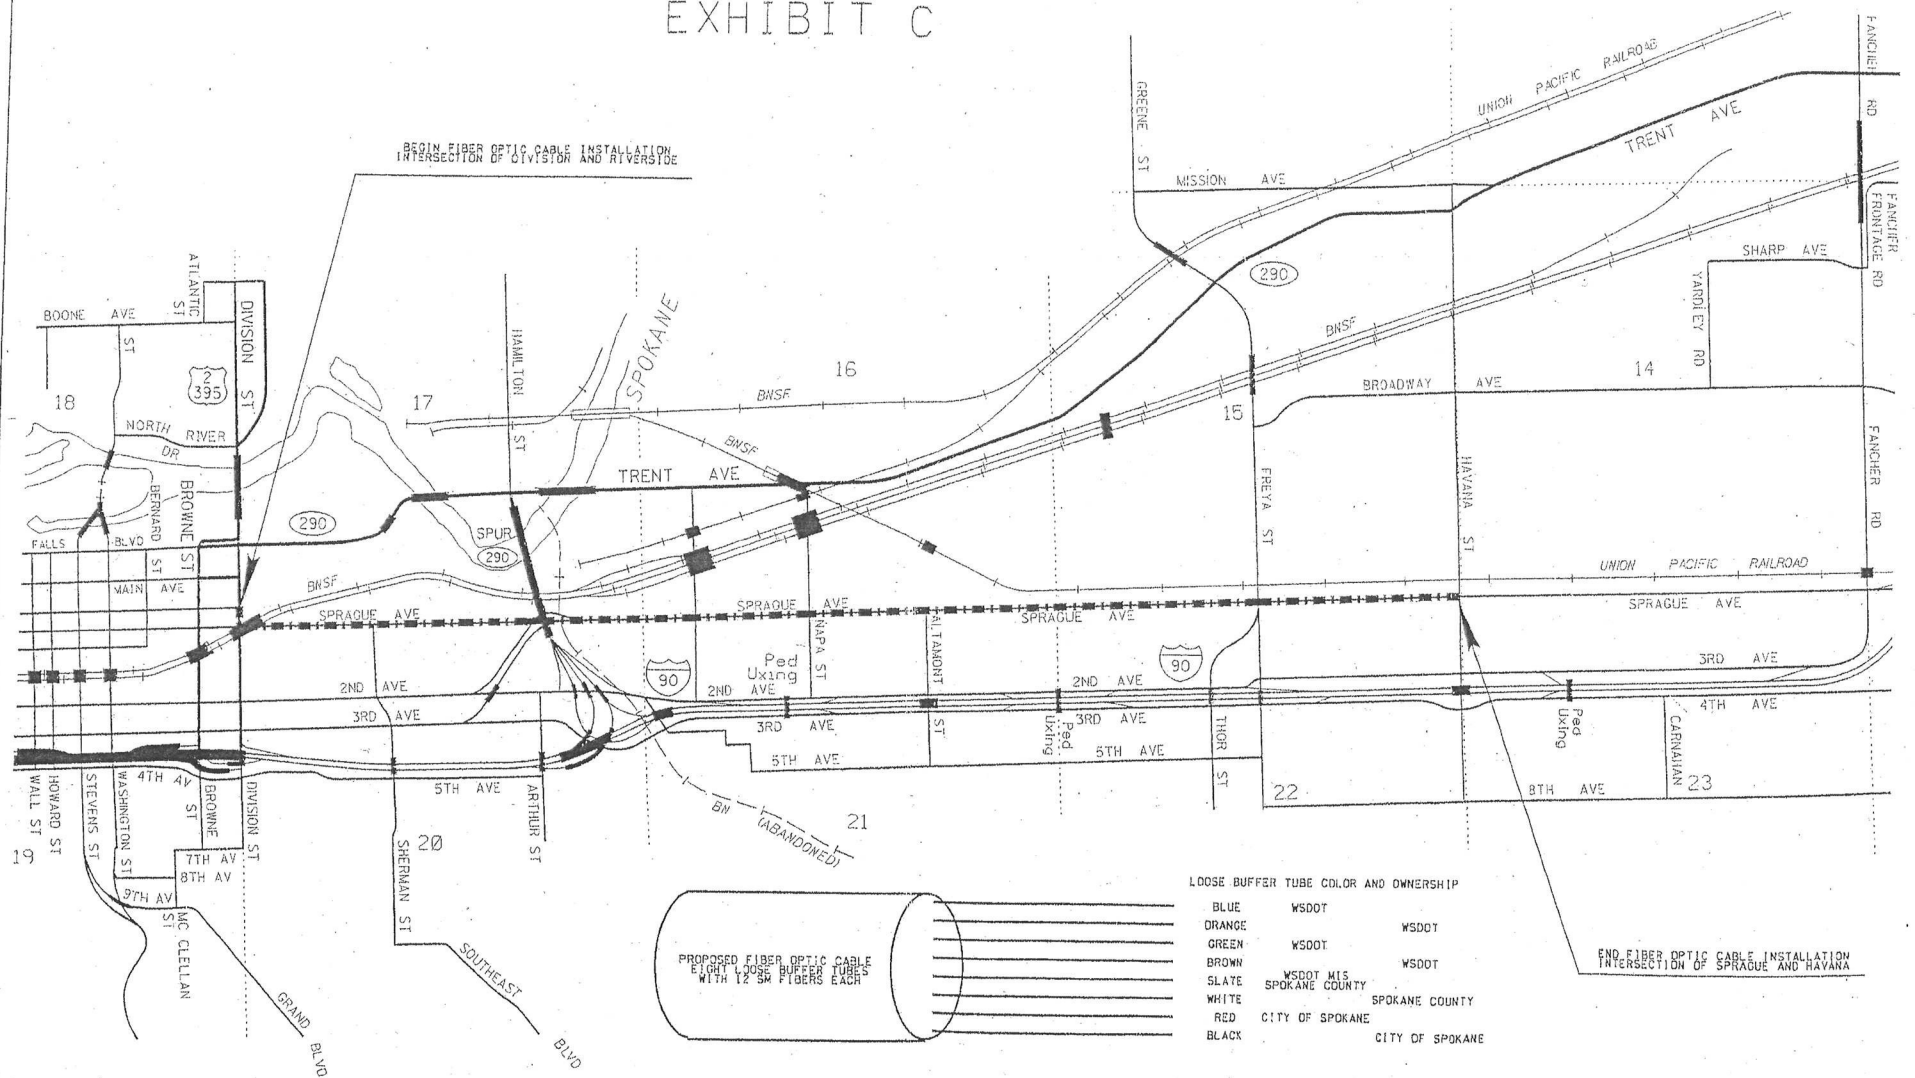 EXHIBIT C
BEGIN FIBER OPTIC CABLE INSTALLATION
INTERSECTION OF DIVISION AND RIVERSIDE
UNION PACIFIC RAILROAD
TRENT AVE
FANCHER RD
GREENE ST
MISSION AVE
FANCHER FRONTAGE RD
SHARP AVE
YARDLEY RD
290
BNSF
ATLANTIC ST
BOONE AVE
ST
DIVISION ST
2
395
HAMILTON ST
SPOKANE
18
17
16
BNSF
15
14
BROADWAY AVE
NORTH RIVER DR
BERNARD ST
BROWNE ST
BNSF
TRENT AVE
290
SPUR
290
FREYA ST
HAVANA ST
FANCHER RD
FALLS BLVD
MAIN AVE
BNSF
SPRAGUE AVE
SPRAGUE AVE
SPRAGUE AVE
UNION PACIFIC RAILROAD
SPRAGUE AVE
NAPA ST
ALTAMONT ST
90
90
Ped Uxing
2ND AVE
2ND AVE
2ND AVE
3RD AVE
3RD AVE
3RD AVE
3RD AVE
4TH AVE
Ped Uxing
Ped Uxing
THOR ST
CARNAHAN
5TH AVE
5TH AVE
5TH AVE
4TH AV
8TH AVE
WALL ST
HOWARD ST
STEVENS ST
WASHINGTON ST
BROWNE ST
DIVISION ST
ARTHUR ST
SHERMAN ST
BN (ABANDONED)
19
20
21
22
23
7TH AV
8TH AV
9TH AV
MC CLELLAN ST
GRAND BLVD
SOUTHEAST BLVD
PROPOSED FIBER OPTIC CABLE
EIGHT LOOSE BUFFER TUBES
WITH 12 SM FIBERS EACH
LOOSE BUFFER TUBE COLOR AND OWNERSHIP
BLUE WSDOT
ORANGE WSDOT
GREEN WSDOT
BROWN WSDOT
SLATE WSDOT MIS SPOKANE COUNTY
WHITE SPOKANE COUNTY
RED CITY OF SPOKANE
BLACK CITY OF SPOKANE
END FIBER OPTIC CABLE INSTALLATION
INTERSECTION OF SPRAGUE AND HAVANA